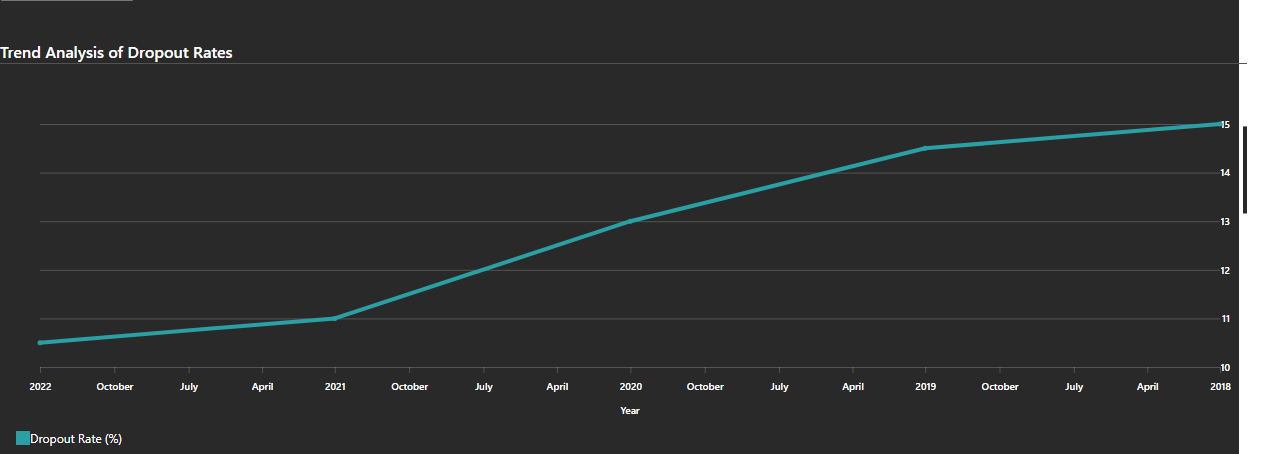 Trend Analysis of Dropout Rates
15
14
13
12
11
10
2022 October July April 2021 October July April 2020 October July April 2019 October July April 2018
Year
Dropout Rate (%)